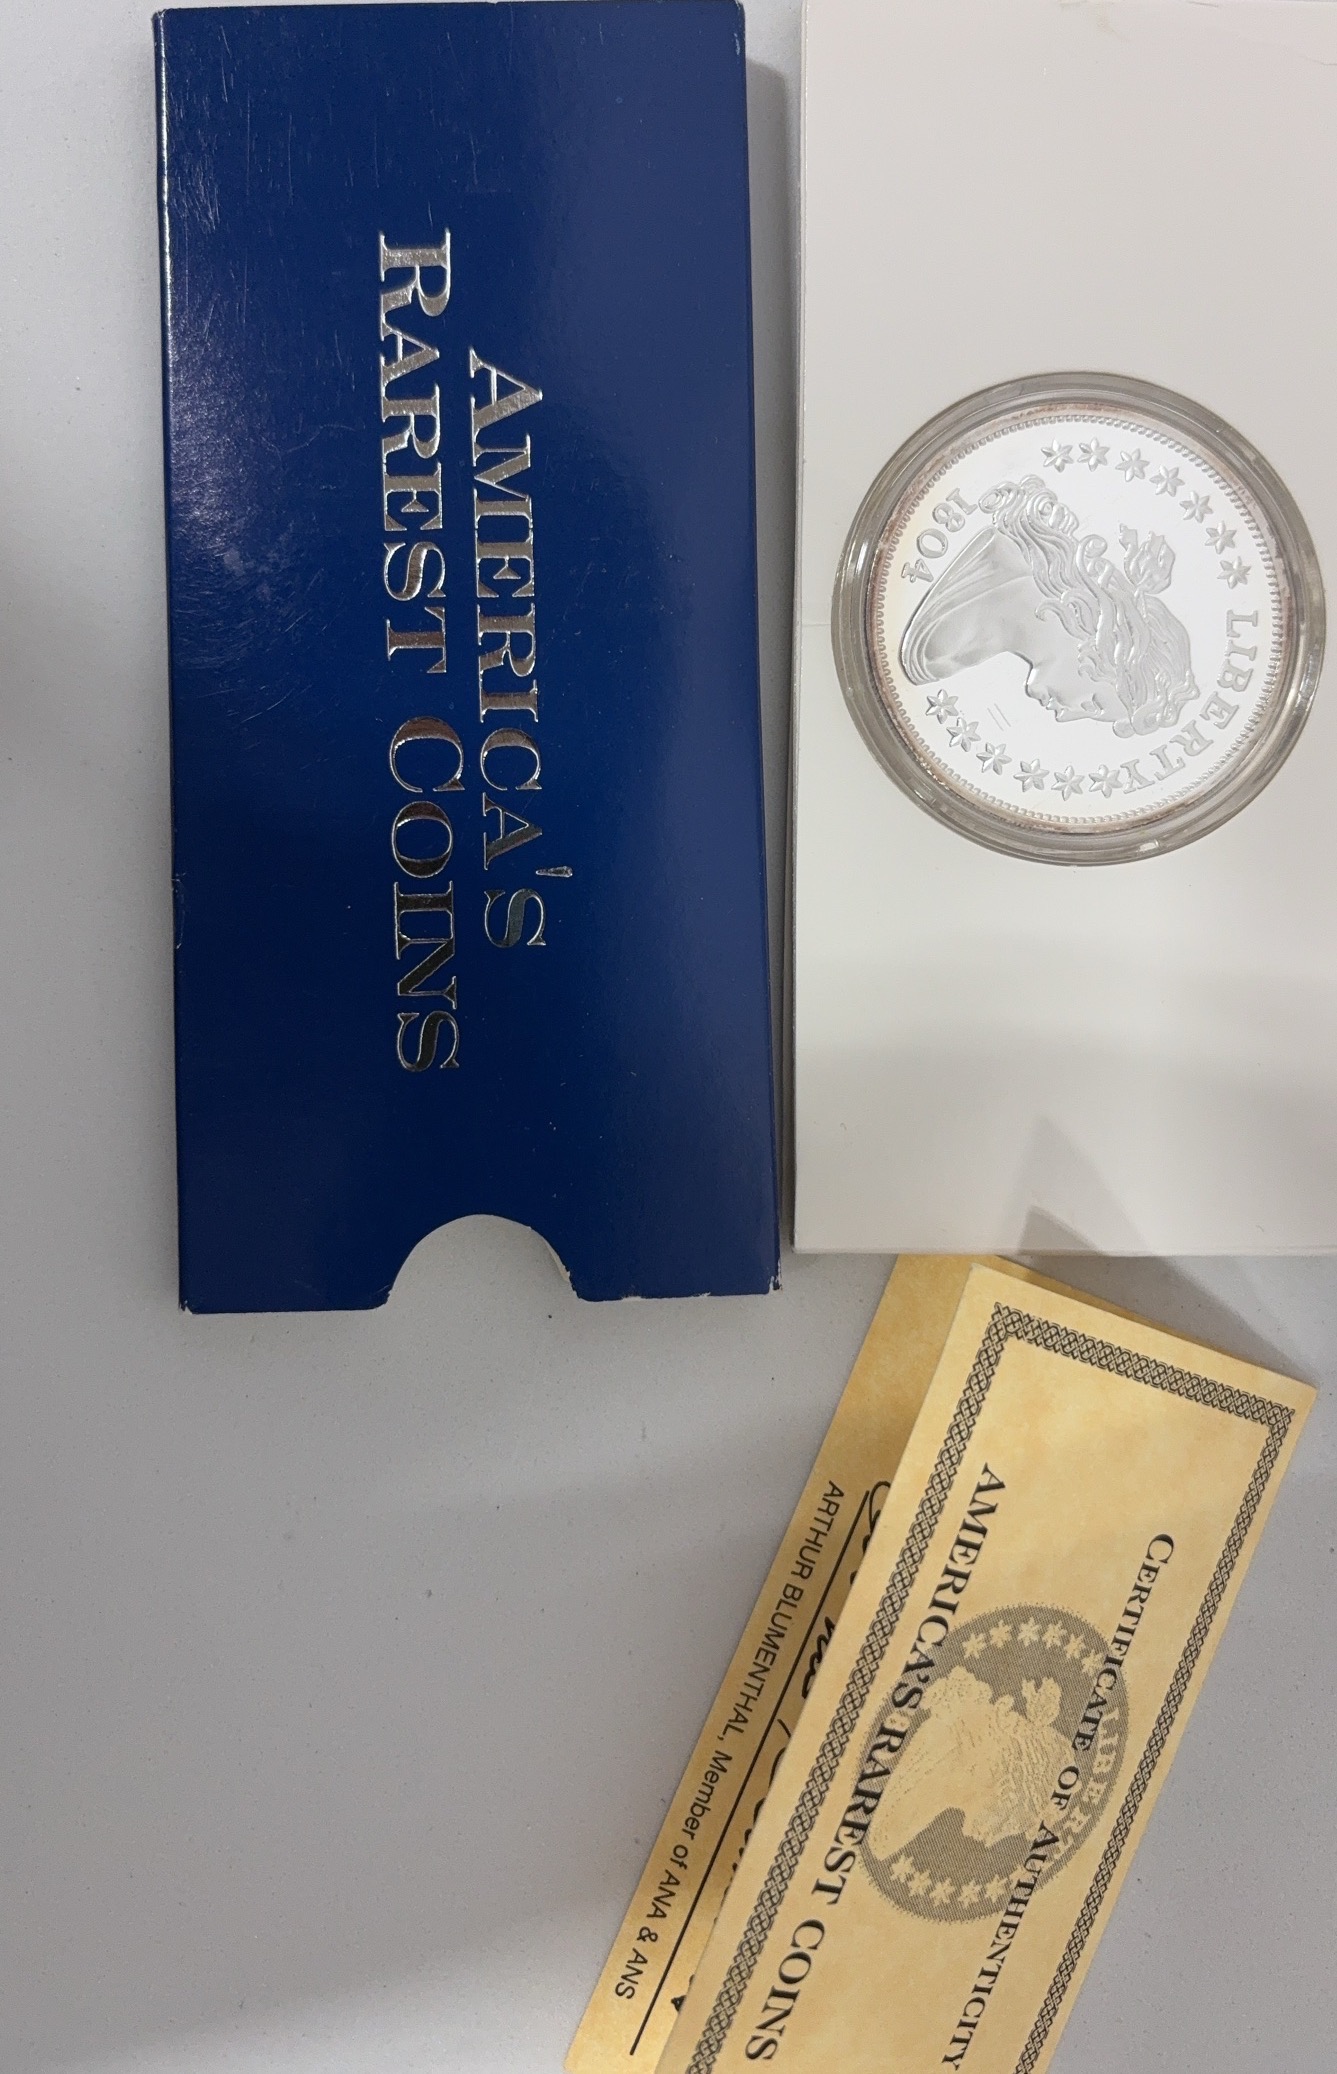 AMERICA'S
RAREST COINS
LIBERTY
1804
CERTIFICATE OF AUTHENTICITY
LIBERTY
AMERICA'S RAREST COINS
ARTHUR BLUMENTHAL, Member of ANA & ANS